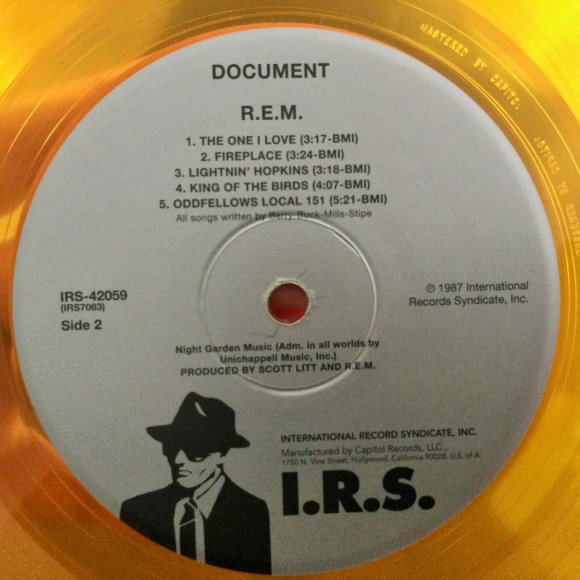 MASTERED BY CAPITOL
DOCUMENT
R.E.M.
1. THE ONE I LOVE (3:17-BMI)
2. FIREPLACE (3:24-BMI)
3. LIGHTNIN' HOPKINS (3:18-BMI)
4. KING OF THE BIRDS (4:07-BMI)
5. ODDFELLOWS LOCAL 151 (5:21-BMI)
All songs written by Berry-Buck-Mills-Stipe
IRS-42059
(IRS7083)
Side 2
℗ 1987 International
Records Syndicate, Inc.
Night Garden Music (Adm. in all worlds by
Unichappell Music, Inc.)
PRODUCED BY SCOTT LITT AND R.E.M.
INTERNATIONAL RECORD SYNDICATE, INC.
Manufactured by Capitol Records, LLC.,
1750 N. Vine Street, Hollywood, California 90028. U.S. of A.
I.R.S.